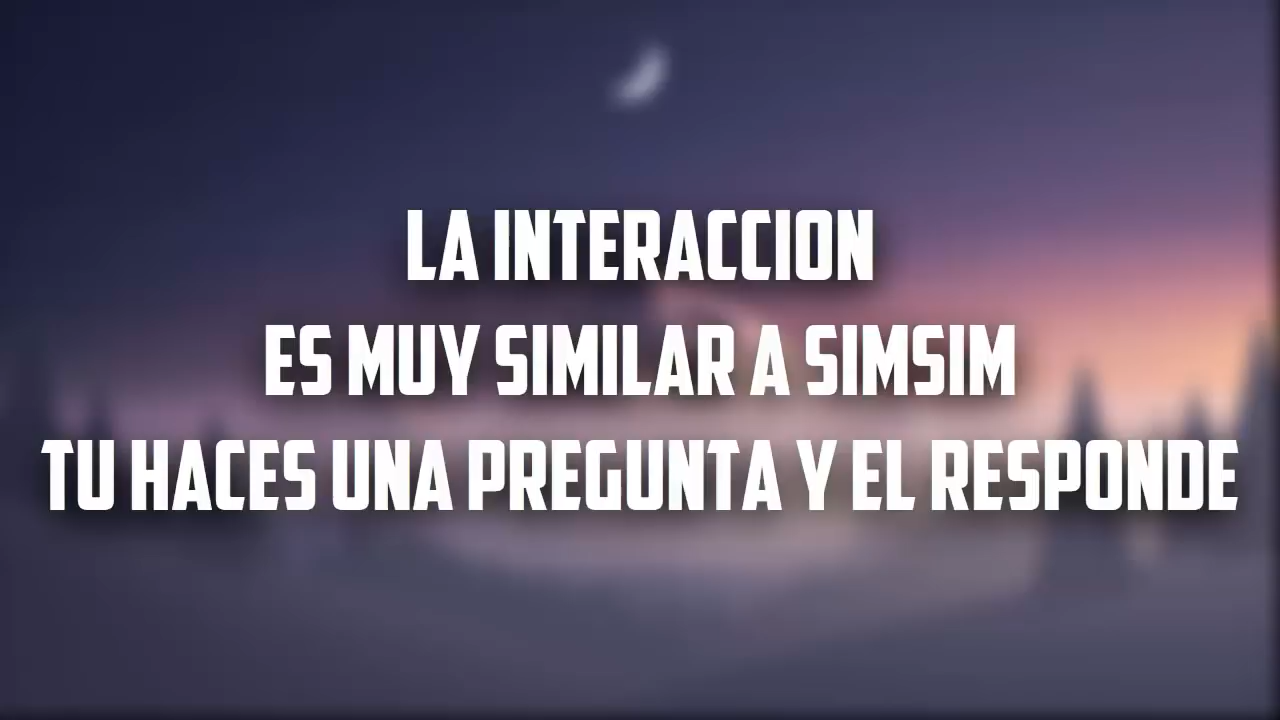 LA INTERACCION
ES MUY SIMILAR A SIMSIM
TU HACES UNA PREGUNTA Y EL RESPONDE